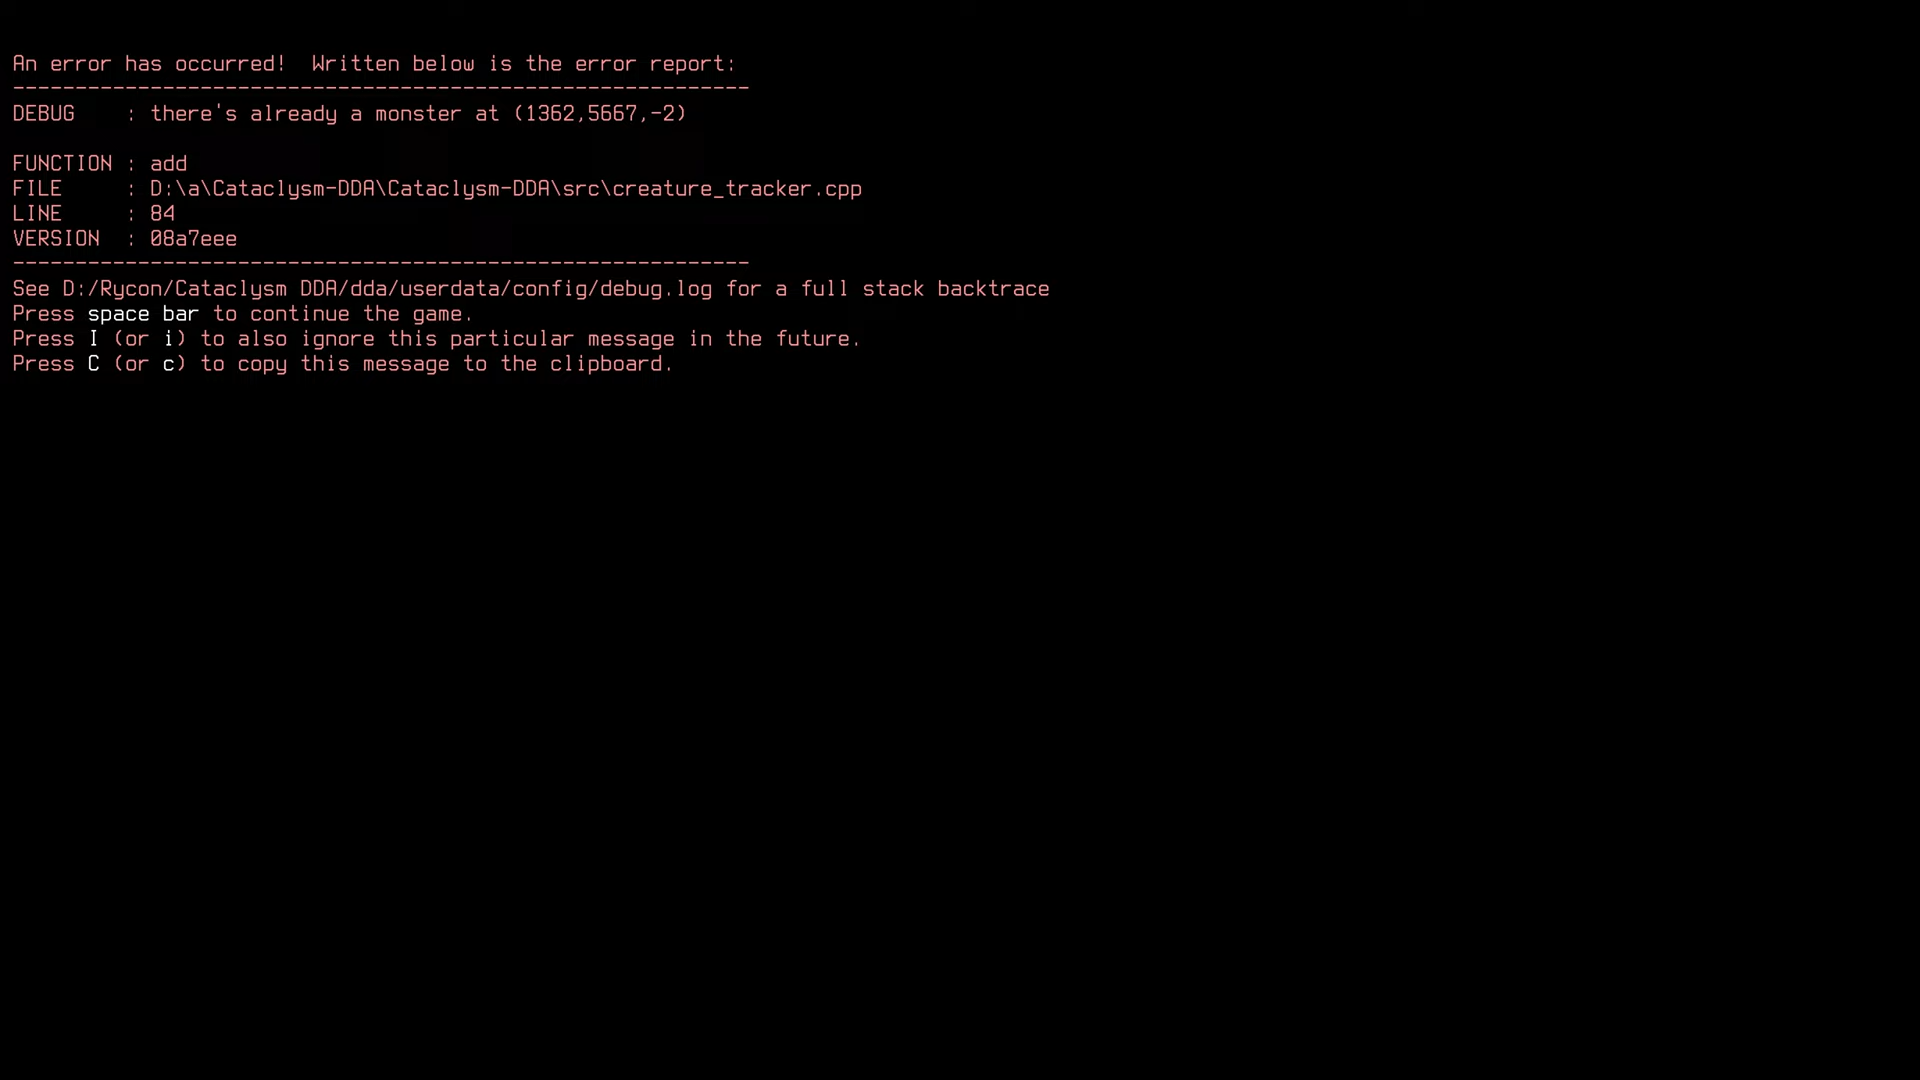 An error has occurred!  Written below is the error report:
-----------------------------------------------------------
DEBUG    : there's already a monster at (1362,5667,-2)

FUNCTION : add
FILE     : D:\a\Cataclysm-DDA\Cataclysm-DDA\src\creature_tracker.cpp
LINE     : 84
VERSION  : 08a7eee
-----------------------------------------------------------
See D:/Rycon/Cataclysm DDA/dda/userdata/config/debug.log for a full stack backtrace
Press space bar to continue the game.
Press I (or i) to also ignore this particular message in the future.
Press C (or c) to copy this message to the clipboard.